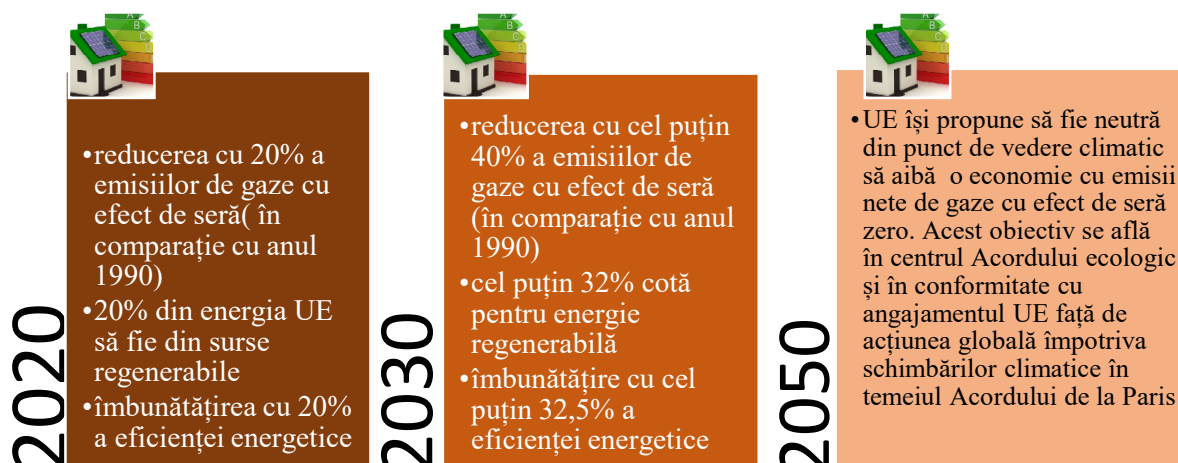 2020
•reducerea cu 20% a
emisiilor de gaze cu
efect de seră( în
comparație cu anul
1990)
•20% din energia UE
să fie din surse
regenerabile
•îmbunătățirea cu 20%
a eficienței energetice
2030
•reducerea cu cel puțin
40% a emisiilor de
gaze cu efect de seră
(în comparație cu anul
1990)
•cel puțin 32% cotă
pentru energie
regenerabilă
•îmbunătățire cu cel
puțin 32,5% a
eficienței energetice
2050
•UE își propune să fie neutră
din punct de vedere climatic
să aibă  o economie cu emisii
nete de gaze cu efect de seră
zero. Acest obiectiv se află
în centrul Acordului ecologic
și în conformitate cu
angajamentul UE față de
acțiunea globală împotriva
schimbărilor climatice în
temeiul Acordului de la Paris